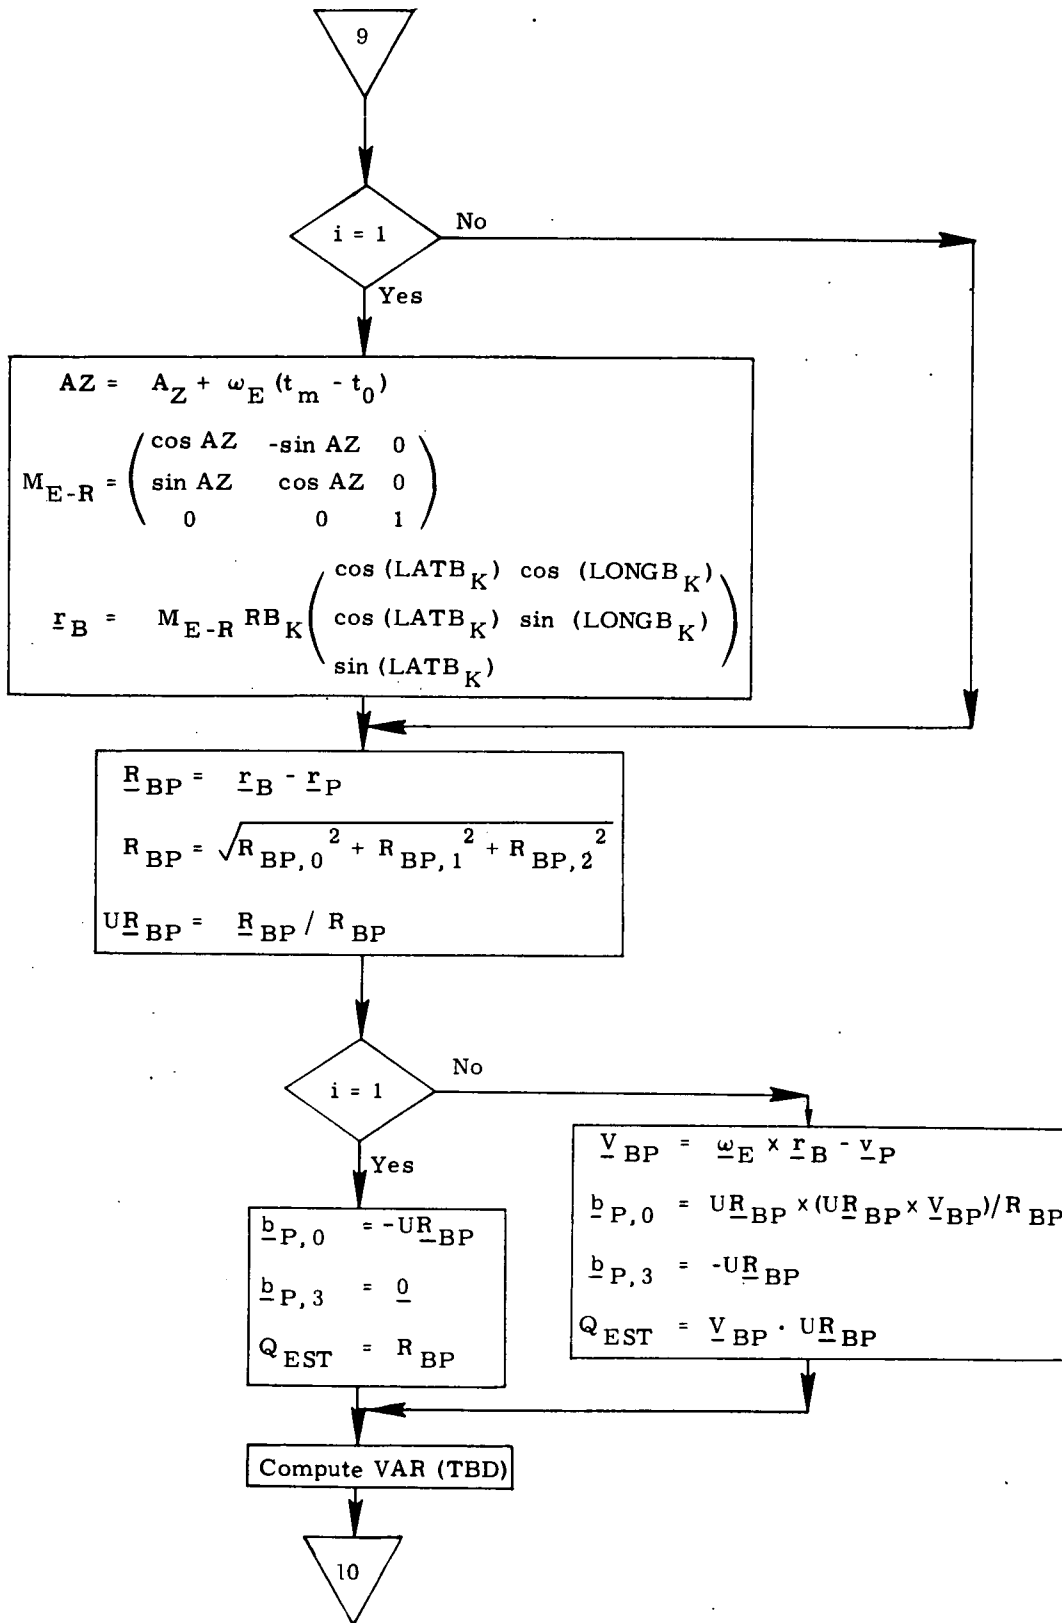 9
i = 1
No
Yes
AZ = A_Z + ω_E (t_m - t_0)
M_E-R = ( cos AZ -sin AZ 0
sin AZ cos AZ 0
0 0 1 )
r_B = M_E-R RB_K ( cos (LATB_K) cos (LONGB_K)
cos (LATB_K) sin (LONGB_K)
sin (LATB_K) )
R_BP = r_B - r_P
R_BP = √(R_BP,0^2 + R_BP,1^2 + R_BP,2^2)
UR_BP = R_BP / R_BP
i = 1
No
Yes
V_BP = ω_E × r_B - v_P
b_P,0 = UR_BP × (UR_BP × V_BP)/R_BP
b_P,3 = -UR_BP
Q_EST = V_BP · UR_BP
b_P,0 = -UR_BP
b_P,3 = 0
Q_EST = R_BP
Compute VAR (TBD)
10